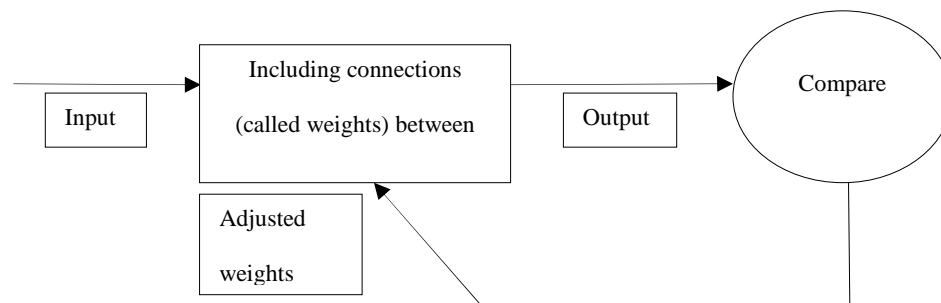 Including connections
(called weights) between
Compare
Input
Output
Adjusted
weights